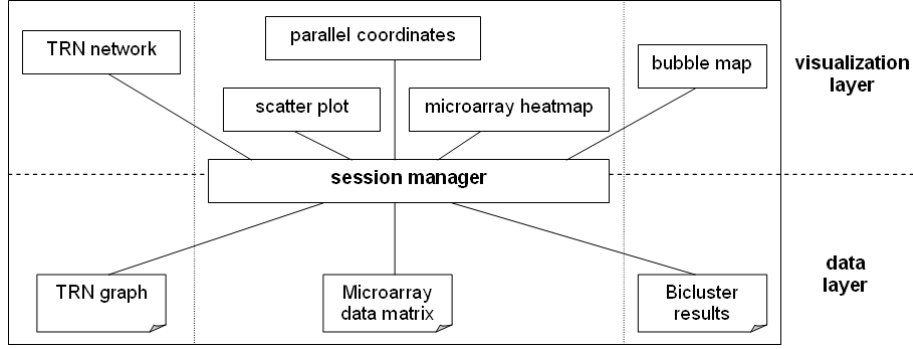 TRN network
parallel coordinates
bubble map
visualization
layer
scatter plot
microarray heatmap
session manager
TRN graph
Microarray
data matrix
Bicluster
results
data
layer